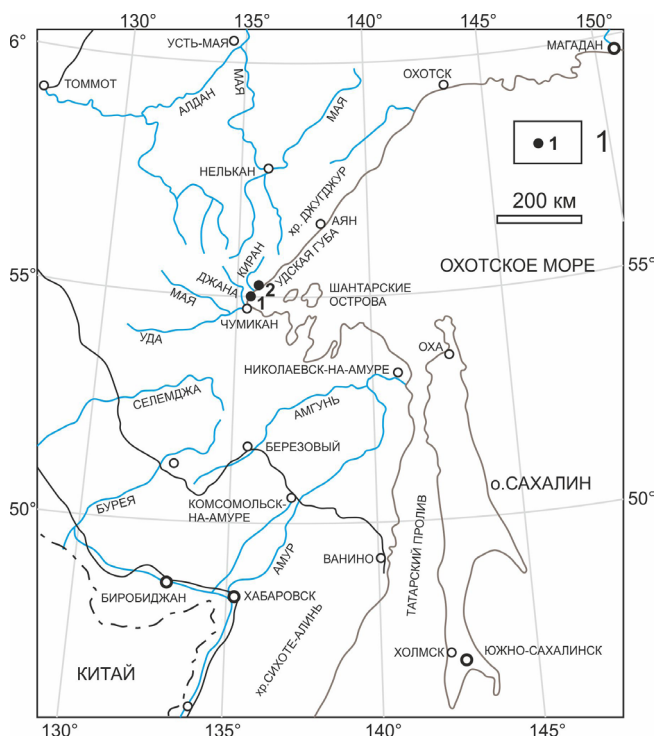 130°
135°
140°
145°
150°
6°
УСТЬ-МАЯ
МАГАДАН
ТОММОТ
АЛДАН
МАЯ
МАЯ
ОХОТСК
1
1
НЕЛЬКАН
200 км
хр. ДЖУГДЖУР
АЯН
КИРАН
УДСКАЯ ГУБА
55°
ОХОТСКОЕ МОРЕ
55°
ДЖАНА
2
МАЯ
1
ШАНТАРСКИЕ
ОСТРОВА
ЧУМИКАН
УДА
ОХА
НИКОЛАЕВСК-НА-АМУРЕ
СЕЛЕМДЖА
АМГУНЬ
БЕРЕЗОВЫЙ
о.САХАЛИН
БУРЕЯ
КОМСОМОЛЬСК-
НА-АМУРЕ
50°
50°
АМУР
ВАНИНО
ТАТАРСКИЙ ПРОЛИВ
БИРОБИДЖАН
ХАБАРОВСК
хр.СИХОТЕ-АЛИНЬ
КИТАЙ
ХОЛМСК
ЮЖНО-САХАЛИНСК
130°
135°
140°
145°